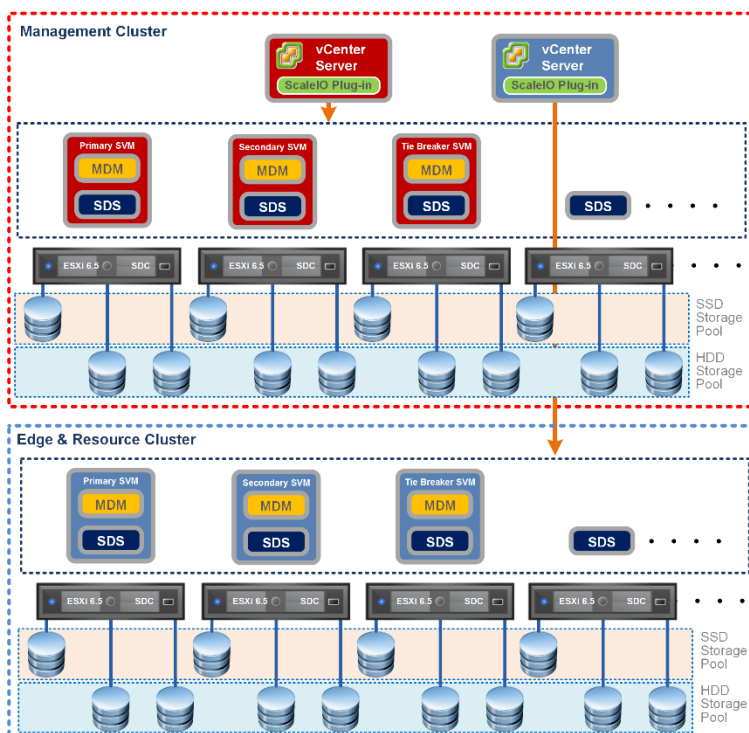 Management Cluster
vCenter
Server
ScaleIO Plug-in
vCenter
Server
ScaleIO Plug-in
Primary SVM
MDM
SDS
Secondary SVM
MDM
SDS
Tie Breaker SVM
MDM
SDS
SDS
ESXi 6.5 SDC
ESXi 6.5 SDC
ESXi 6.5 SDC
ESXi 6.5 SDC
SSD
Storage
Pool
HDD
Storage
Pool
Edge & Resource Cluster
Primary SVM
MDM
SDS
Secondary SVM
MDM
SDS
Tie Breaker SVM
MDM
SDS
SDS
ESXi 6.5 SDC
ESXi 6.5 SDC
ESXi 6.5 SDC
ESXi 6.5 SDC
SSD
Storage
Pool
HDD
Storage
Pool